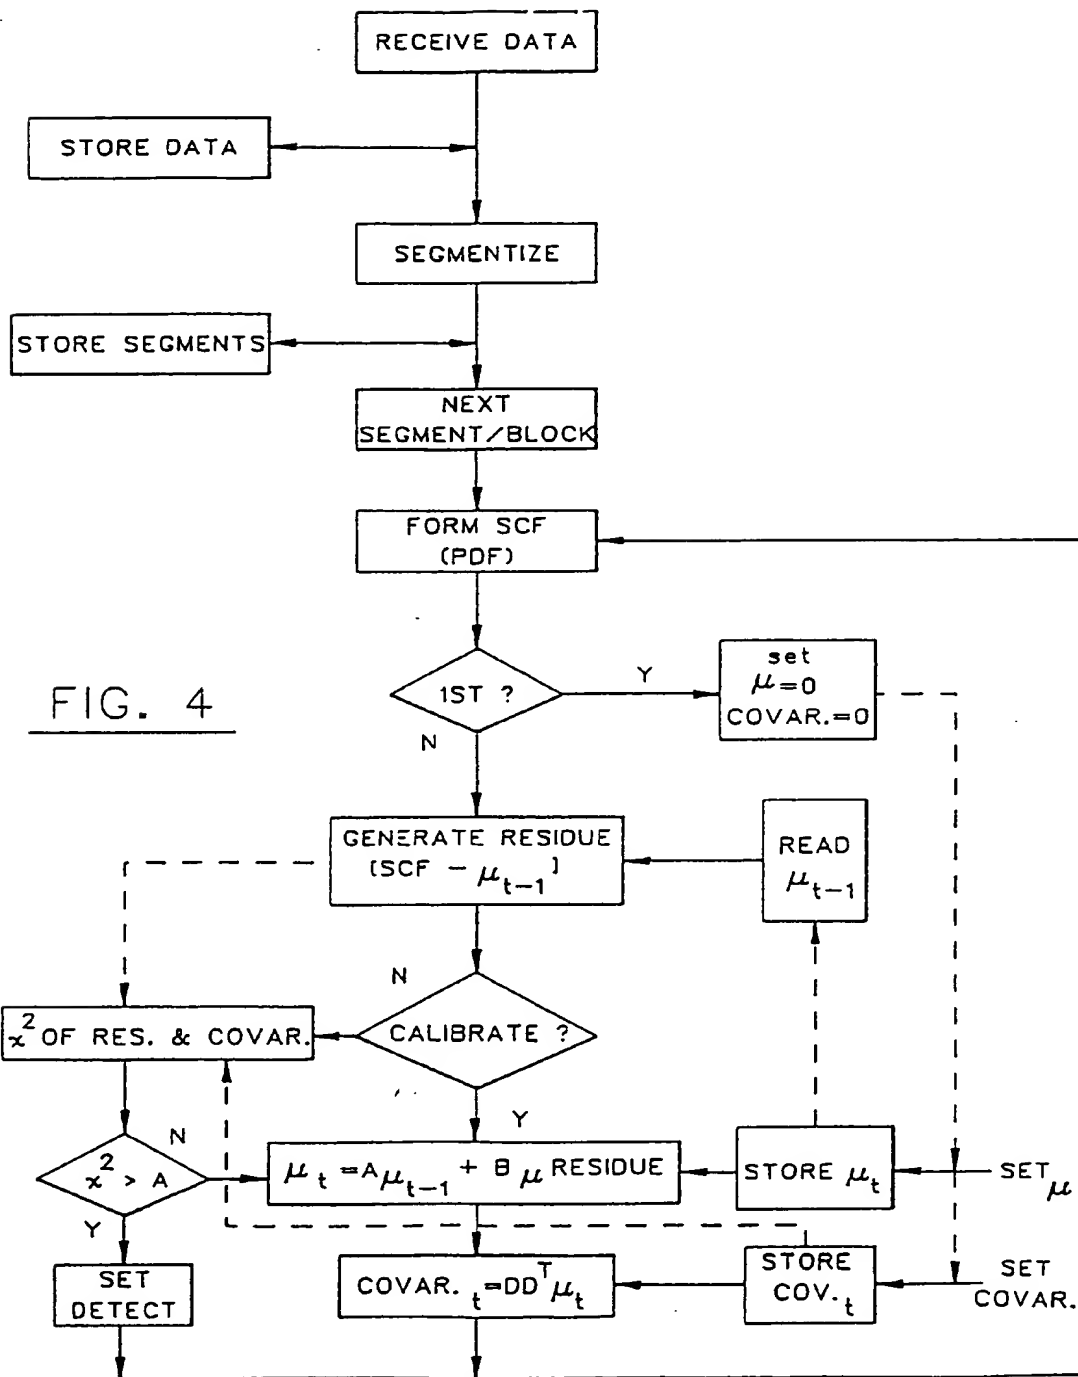 RECEIVE DATA
STORE DATA
SEGMENTIZE
STORE SEGMENTS
NEXT
SEGMENT/BLOCK
FORM SCF
(PDF)
FIG. 4
1ST ?
Y
N
set
μ=0
COVAR.=0
GENERATE RESIDUE
[SCF - μt-1]
READ
μt-1
N
CALIBRATE ?
Y
x² OF RES. & COVAR.
N
x² > A
Y
μt =Aμt-1 + B μ RESIDUE
STORE μt
SET μ
SET
DETECT
COVAR.t=DDᵀμt
STORE
COV.t
SET
COVAR.